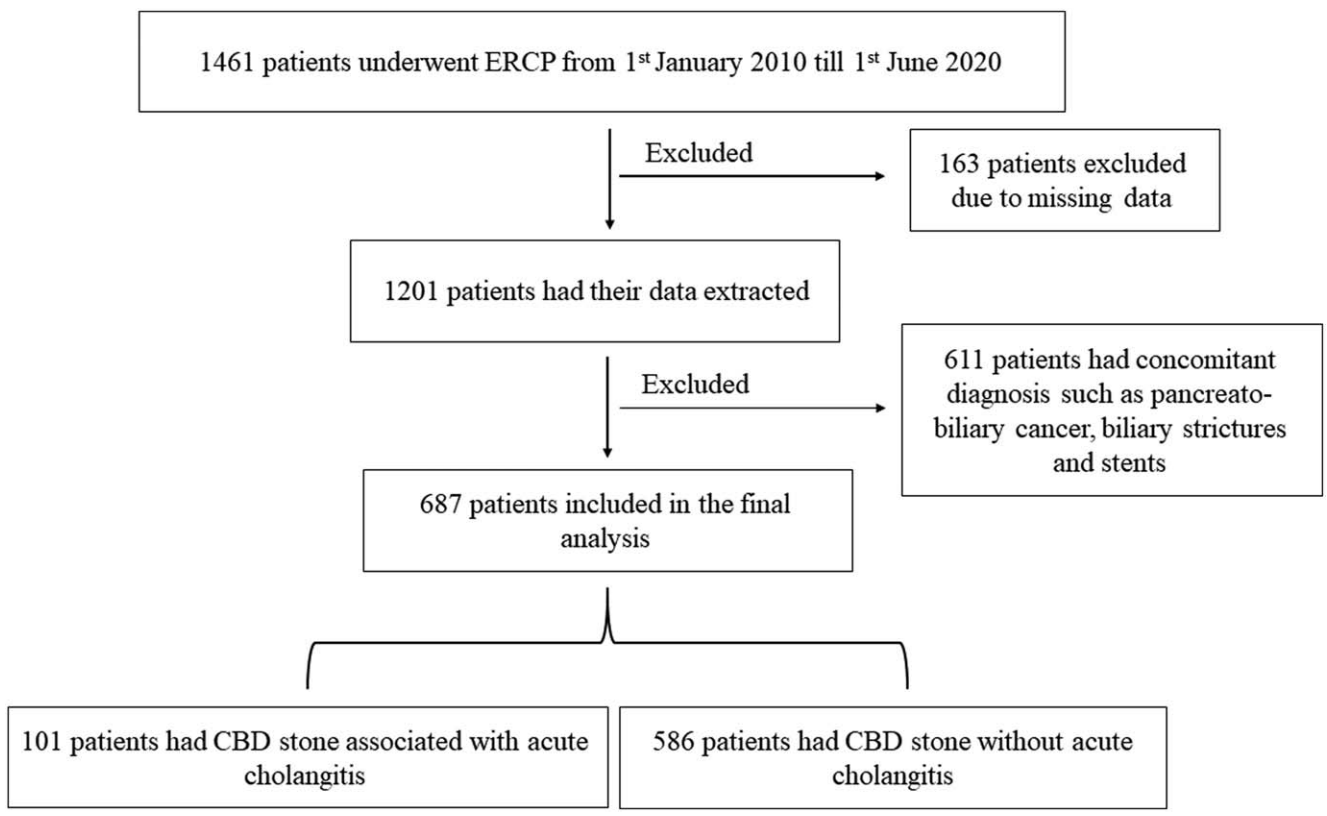 1461 patients underwent ERCP from 1st January 2010 till 1st June 2020
Excluded
163 patients excluded
due to missing data
1201 patients had their data extracted
Excluded
611 patients had concomitant
diagnosis such as pancreato-
biliary cancer, biliary strictures
and stents
687 patients included in the final
analysis
101 patients had CBD stone associated with acute
cholangitis
586 patients had CBD stone without acute
cholangitis